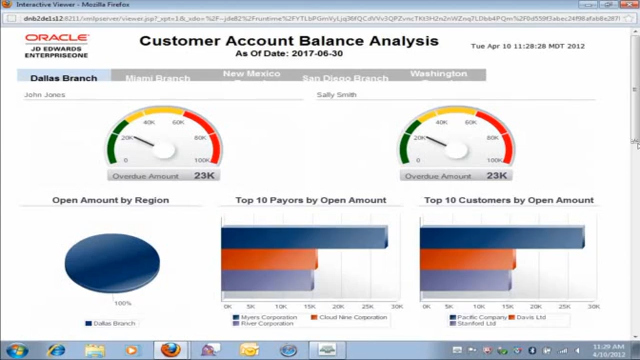 Interactive Viewer - Mozilla Firefox
ORACLE
JD EDWARDS
ENTERPRISEONE
Customer Account Balance Analysis
As Of Date: 2017-06-30
Tue Apr 10 11:28:28 MDT 2012
Dallas Branch
Miami Branch
New Mexico
San Diego Branch
Washington
John Jones
Sally Smith
0 20K 40K 60K 80K 100K
Overdue Amount 23K
0 20K 40K 60K 80K 100K
Overdue Amount 23K
Open Amount by Region
100%
Dallas Branch
Top 10 Payors by Open Amount
0K 5K 10K 15K 20K 25K 30K
Myers Corporation
Cloud Nine Corporation
River Corporation
Top 10 Customers by Open Amount
0K 5K 10K 15K 20K 25K 30K
Pacific Company
Davis Ltd
Stanford Ltd
11:29 AM
4/10/2012